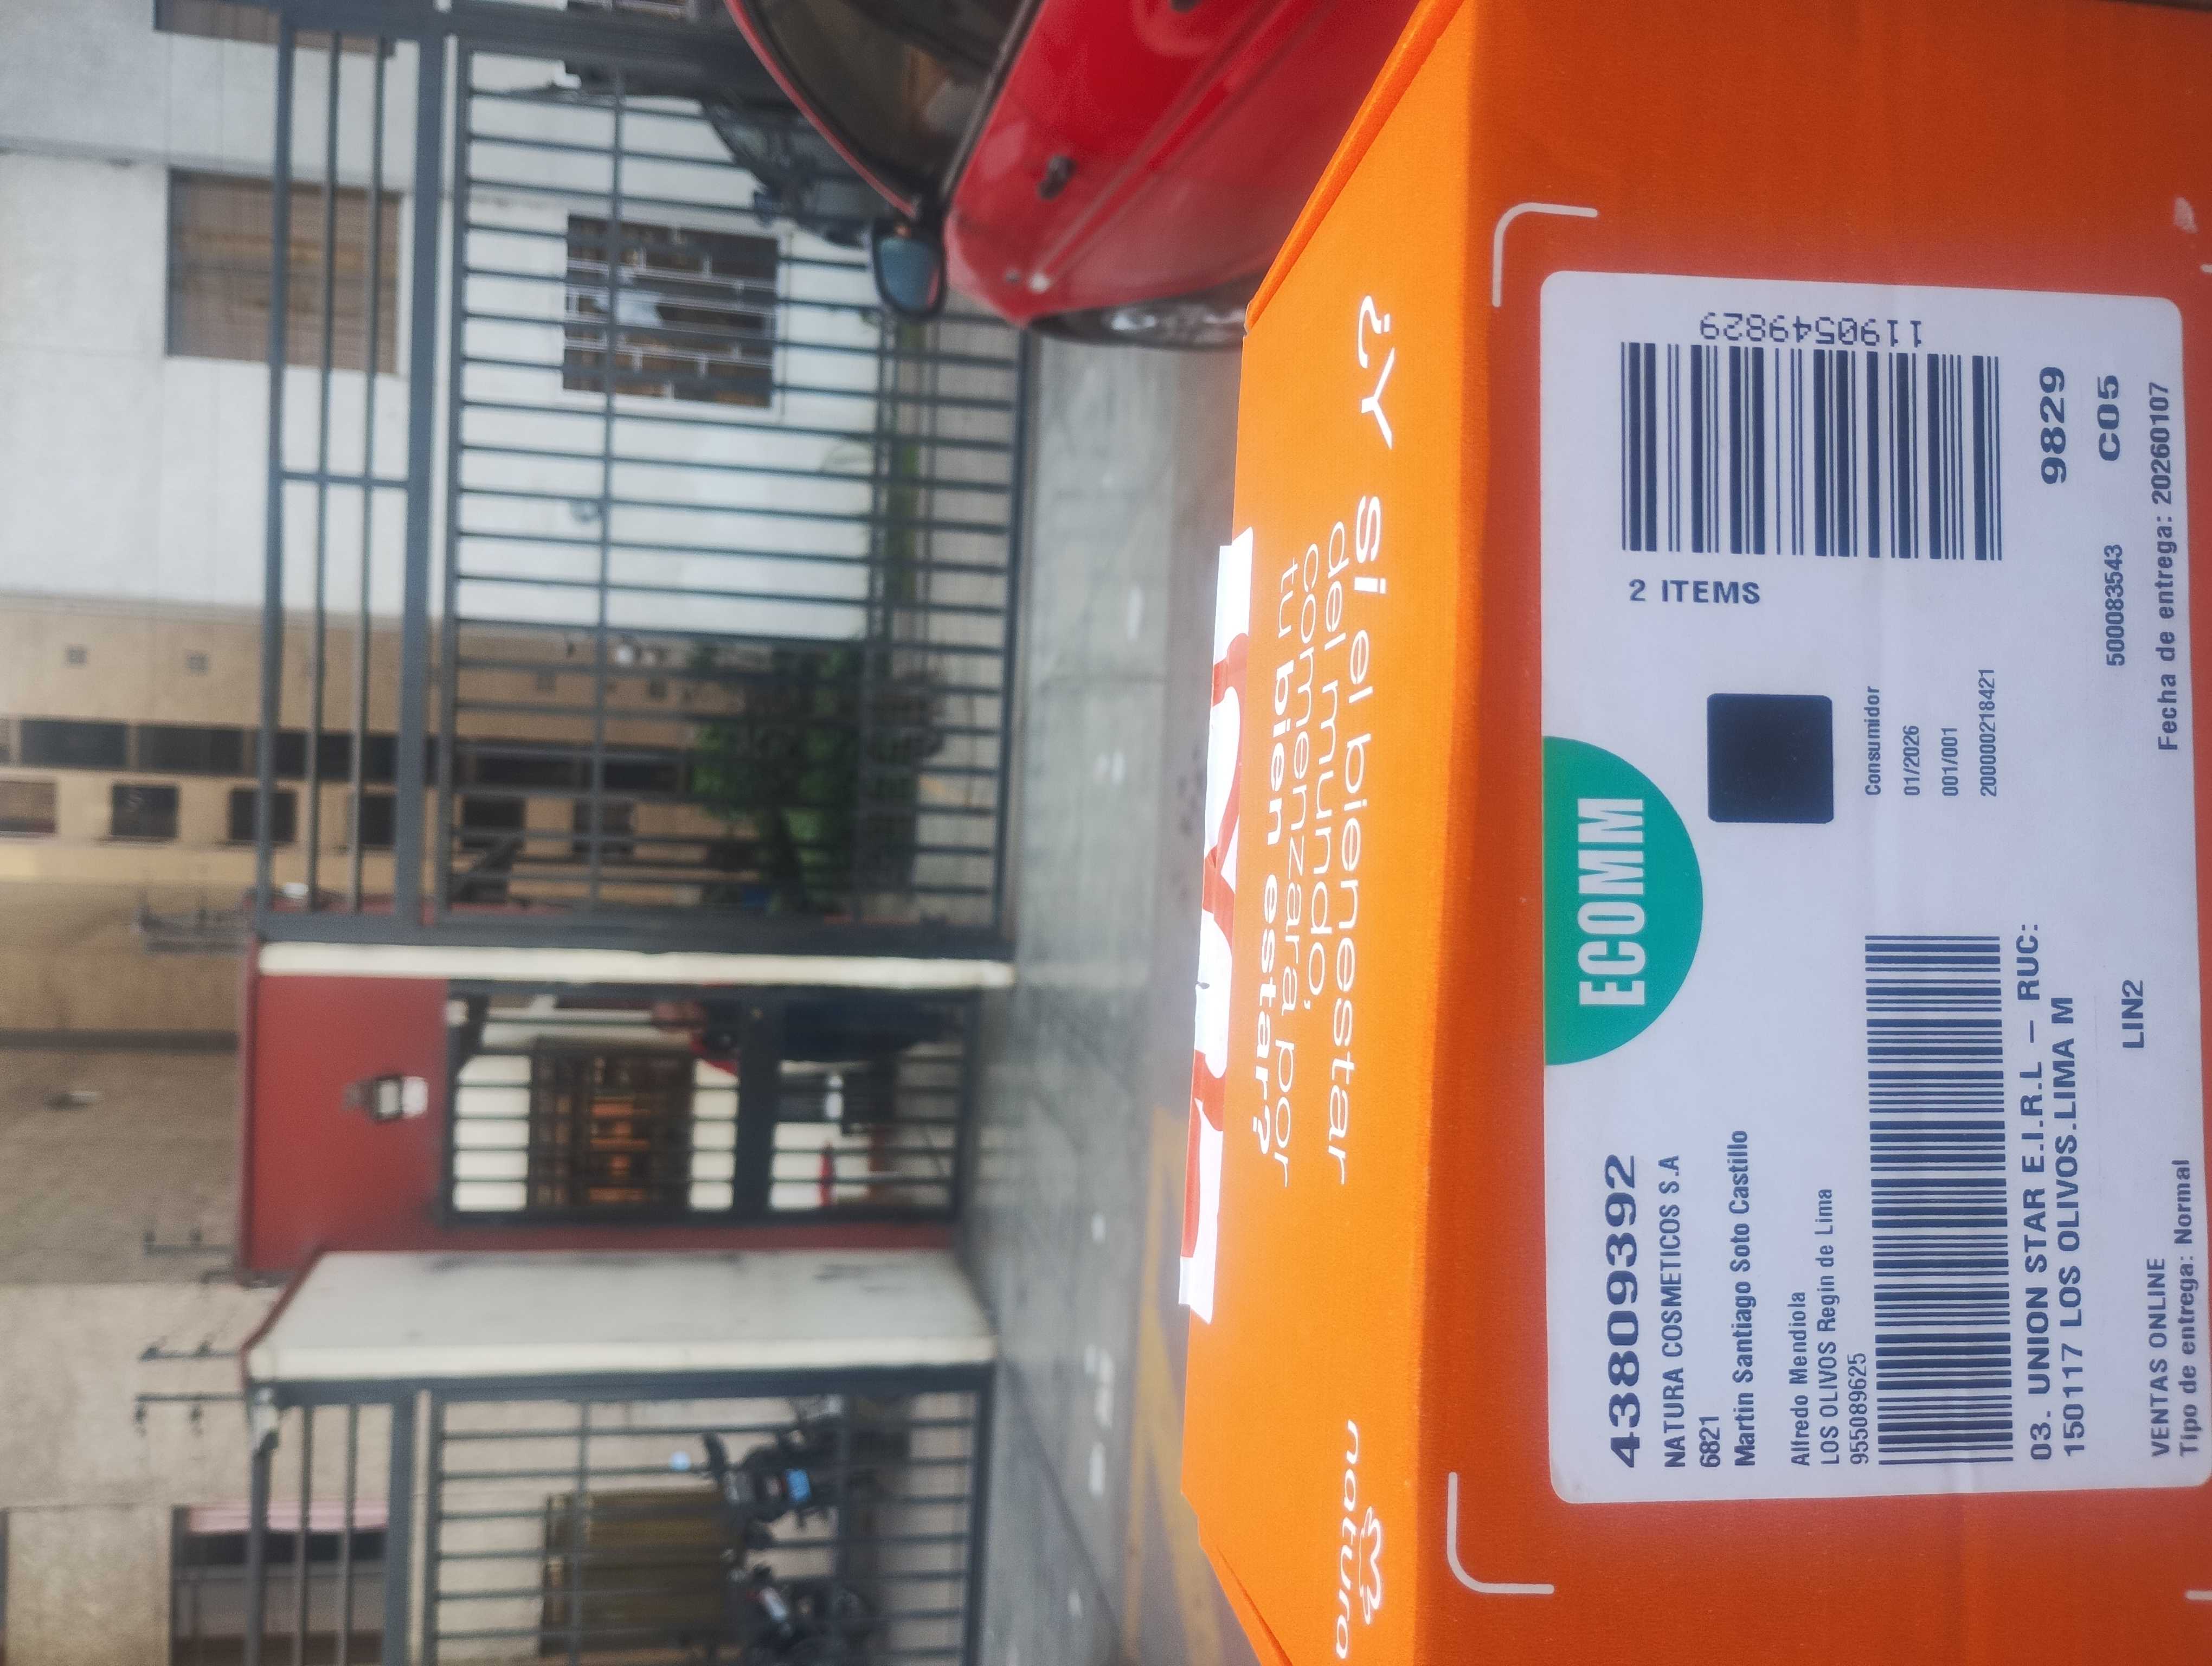 ¿Y si el bienestar
del mundo,
comenzara por
tu bien estar?
natura
43809392
NATURA COSMETICOS S.A
6821
Martin Santiago Soto Castillo
Alfredo Mendiola
LOS OLIVOS Regin de Lima
955089625
ECOMM
2 ITEMS
1190549829
Consumidor
01/2026
001/001
200000218421
03. UNION STAR E.I.R.L – RUC:
150117 LOS OLIVOS.LIMA M
9829
LIN2
500083543
C05
VENTAS ONLINE
Tipo de entrega: Normal
Fecha de entrega: 20260107